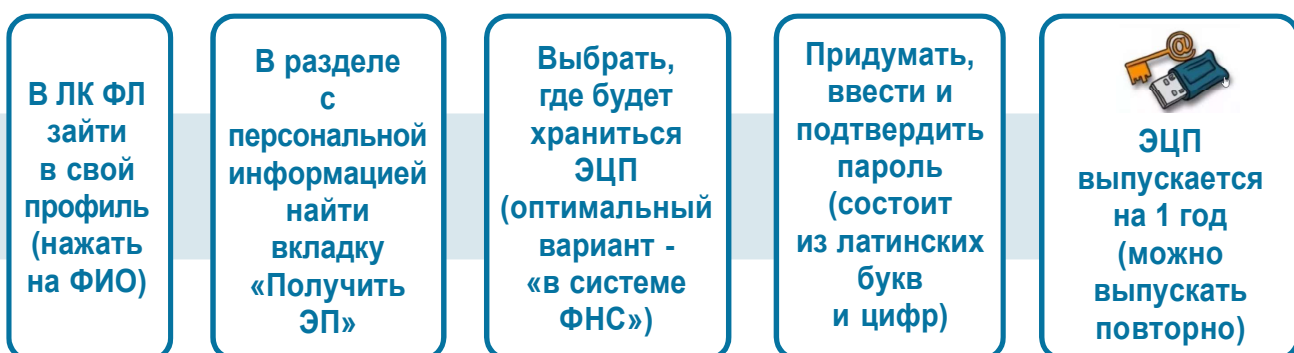 В ЛК ФЛ
зайти
в свой
профиль
(нажать
на ФИО)
В разделе
с
персональной
информацией
найти
вкладку
«Получить
ЭП»
Выбрать,
где будет
храниться
ЭЦП
(оптимальный
вариант -
«в системе
ФНС»)
Придумать,
ввести и
подтвердить
пароль
(состоит
из латинских
букв
и цифр)
ЭЦП
выпускается
на 1 год
(можно
выпускать
повторно)